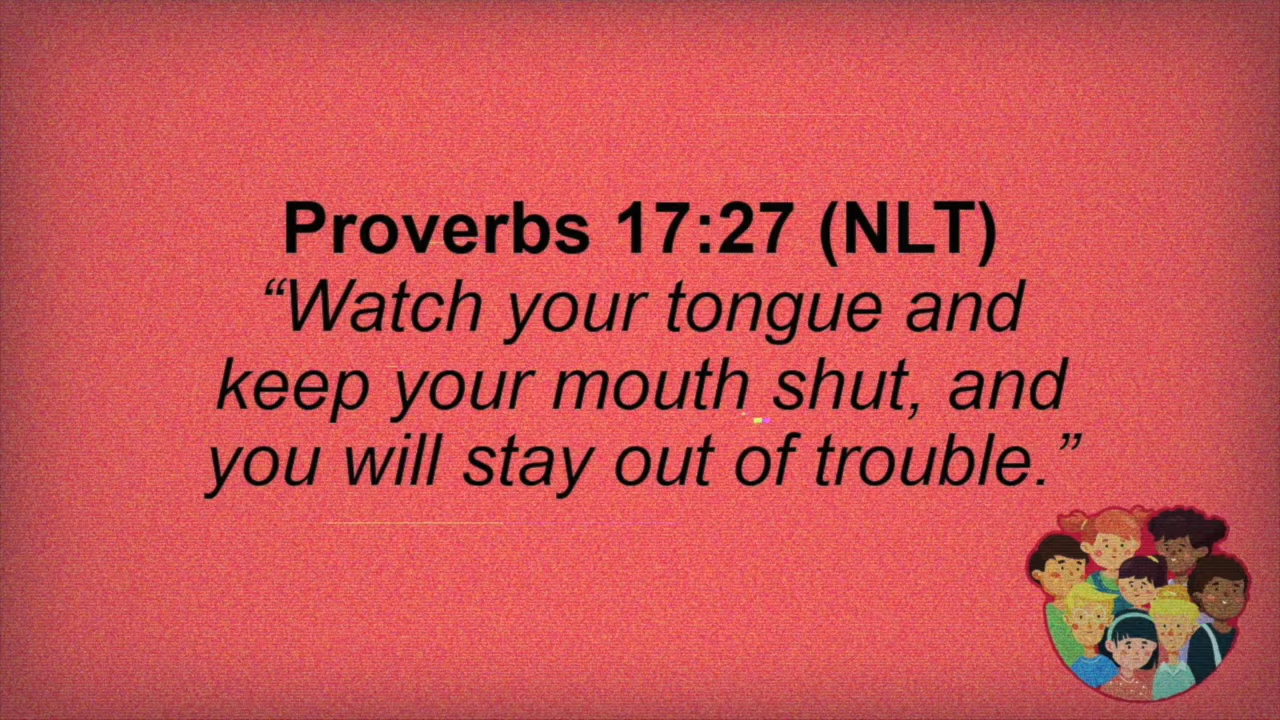 Proverbs 17:27 (NLT)
“Watch your tongue and
keep your mouth shut, and
you will stay out of trouble.”